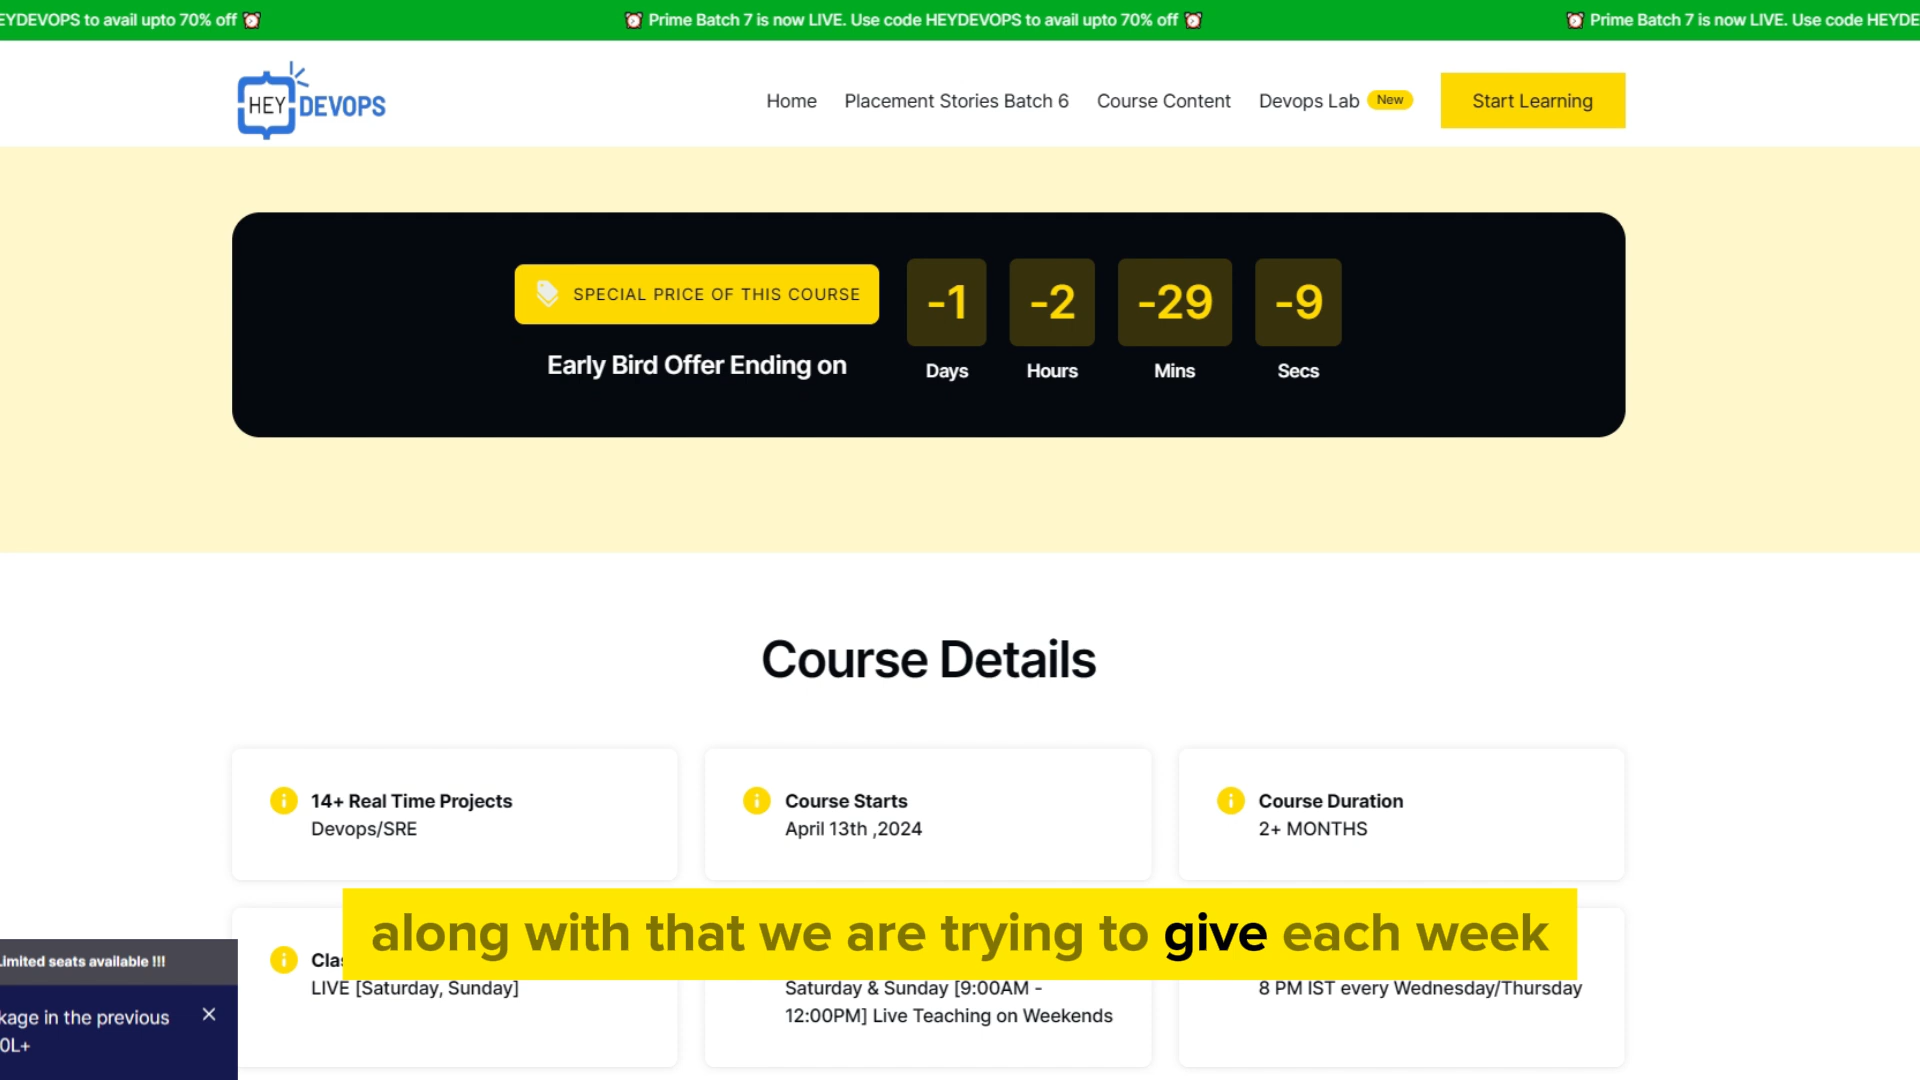 EYDEVOPS to avail upto 70% off ⏰
⏰ Prime Batch 7 is now LIVE. Use code HEYDEVOPS to avail upto 70% off ⏰
⏰ Prime Batch 7 is now LIVE. Use code HEYDE
HEY DEVOPS
Home
Placement Stories Batch 6
Course Content
Devops Lab New
Start Learning
SPECIAL PRICE OF THIS COURSE
Early Bird Offer Ending on
-1 -2 -29 -9
Days Hours Mins Secs
Course Details
14+ Real Time Projects
Devops/SRE
Course Starts
April 13th ,2024
Course Duration
2+ MONTHS
along with that we are trying to give each week
Cla
LIVE [Saturday, Sunday]
Saturday & Sunday [9:00AM -
12:00PM] Live Teaching on Weekends
8 PM IST every Wednesday/Thursday
imited seats available !!!
kage in the previous
0L+